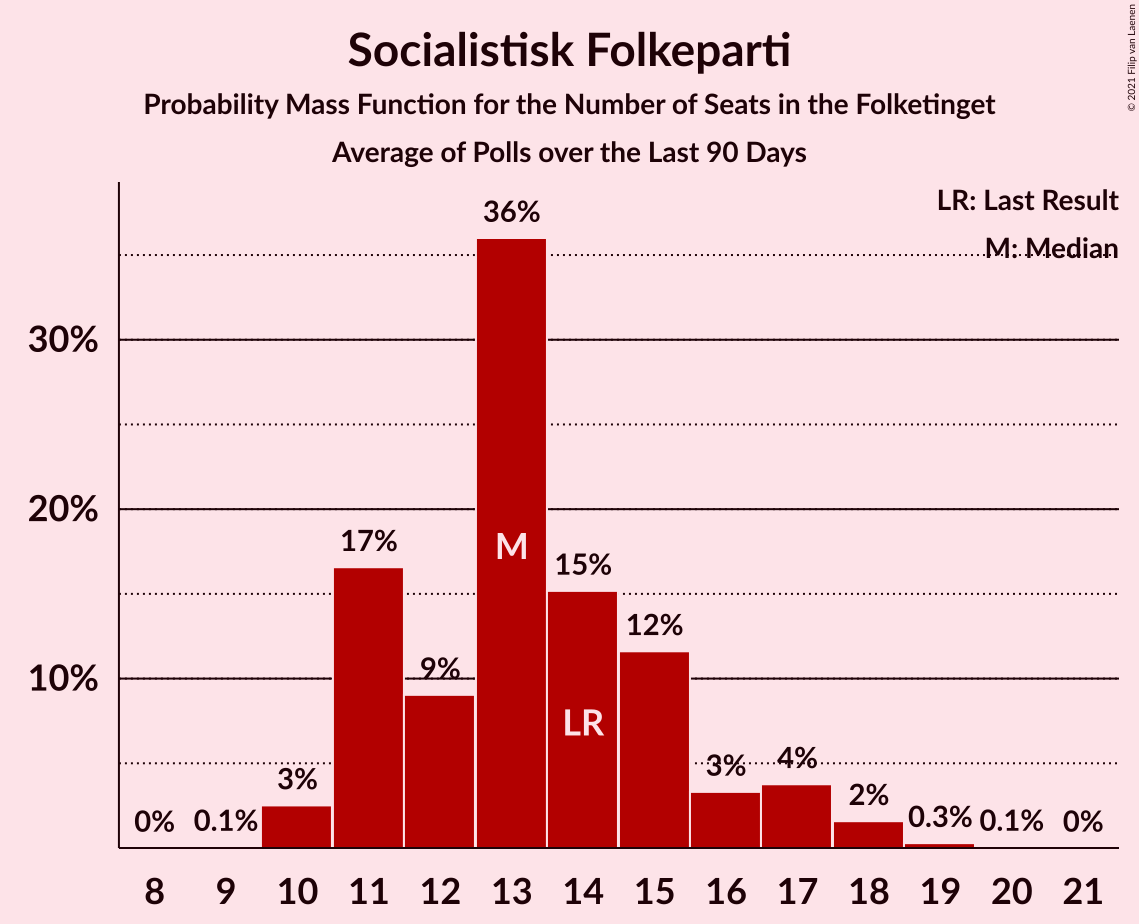 Socialistisk Folkeparti
Probability Mass Function for the Number of Seats in the Folketinget
Average of Polls over the Last 90 Days
© 2021 Filip van Laenen
LR: Last Result
M: Median
36%
30%
20%
17%
M
15%
12%
10%
9%
LR
3%
3%
4%
2%
0%
0.1%
0.3%
0.1%
0%
8 9 10 11 12 13 14 15 16 17 18 19 20 21